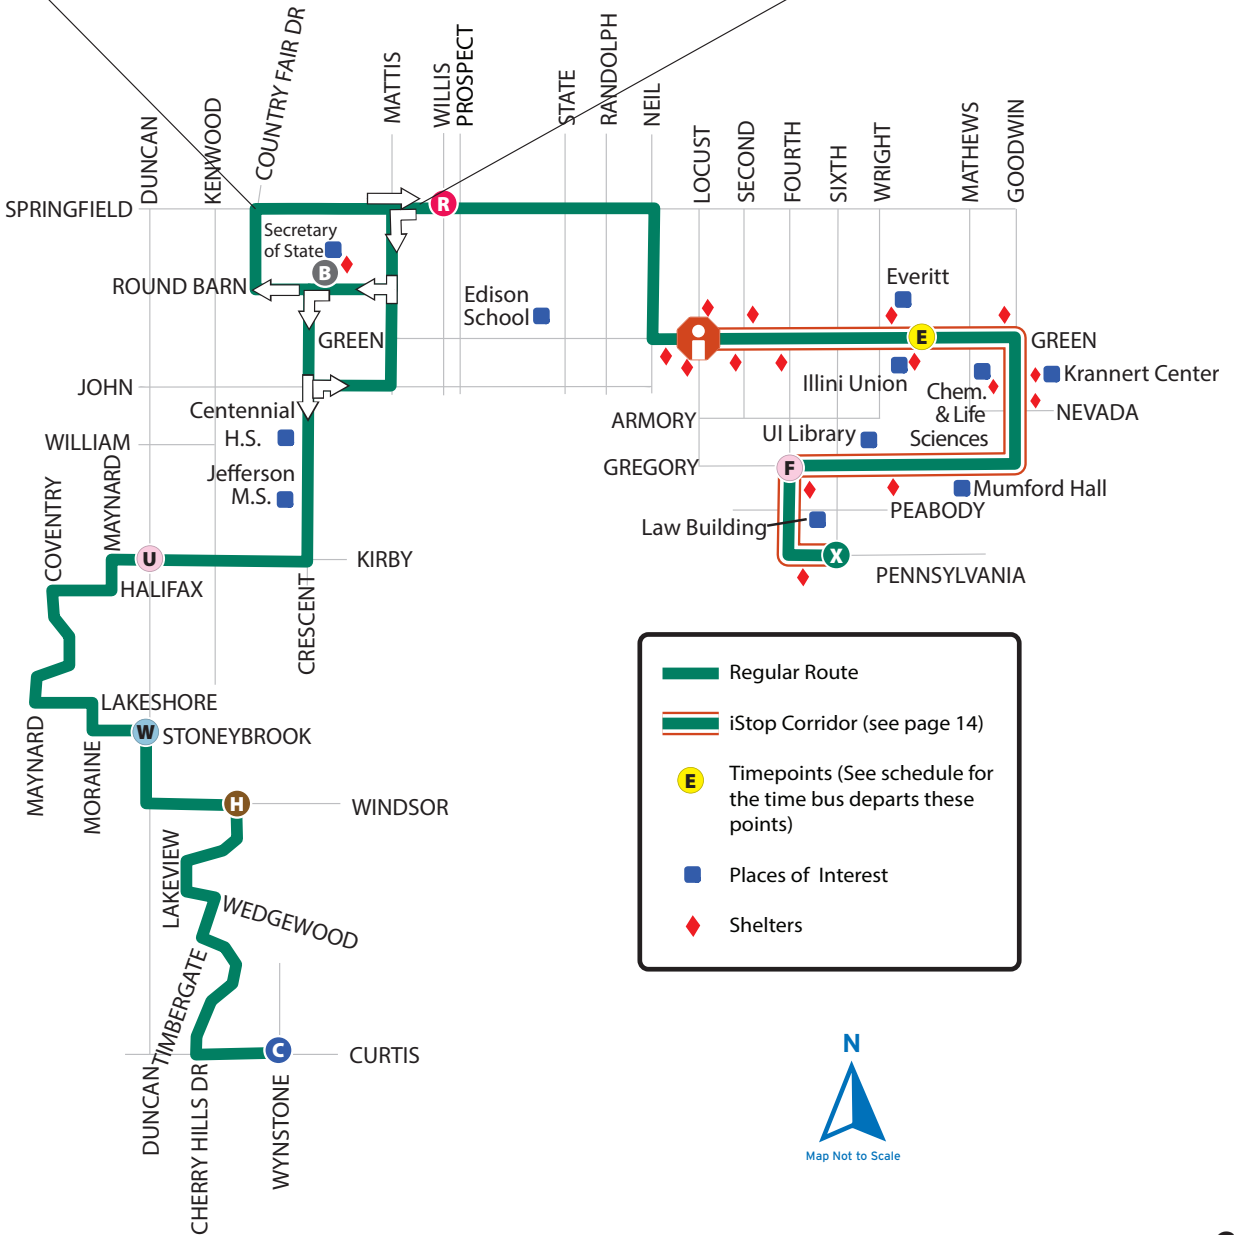 COUNTRY FAIR DR
MATTIS
WILLIS
PROSPECT
STATE
RANDOLPH
NEIL
DUNCAN
KENWOOD
LOCUST
SECOND
FOURTH
SIXTH
WRIGHT
MATHEWS
GOODWIN
SPRINGFIELD
R
Secretary
of State
B
ROUND BARN
Edison
School
Everitt
GREEN
E
GREEN
JOHN
Illini Union
Krannert Center
Chem.
& Life
Sciences
Centennial
H.S.
ARMORY
NEVADA
WILLIAM
UI Library
Jefferson
M.S.
GREGORY
F
MAYNARD
COVENTRY
Mumford Hall
PEABODY
Law Building
U
KIRBY
X
PENNSYLVANIA
HALIFAX
CRESCENT
LAKESHORE
W
STONEYBROOK
MAYNARD
MORAINE
H
WINDSOR
LAKEVIEW
WEDGEWOOD
TIMBERGATE
C
CURTIS
DUNCAN
CHERRY HILLS DR
WYNSTONE
Regular Route
iStop Corridor (see page 14)
E
Timepoints (See schedule for
the time bus departs these
points)
Places of Interest
Shelters
N
Map Not to Scale